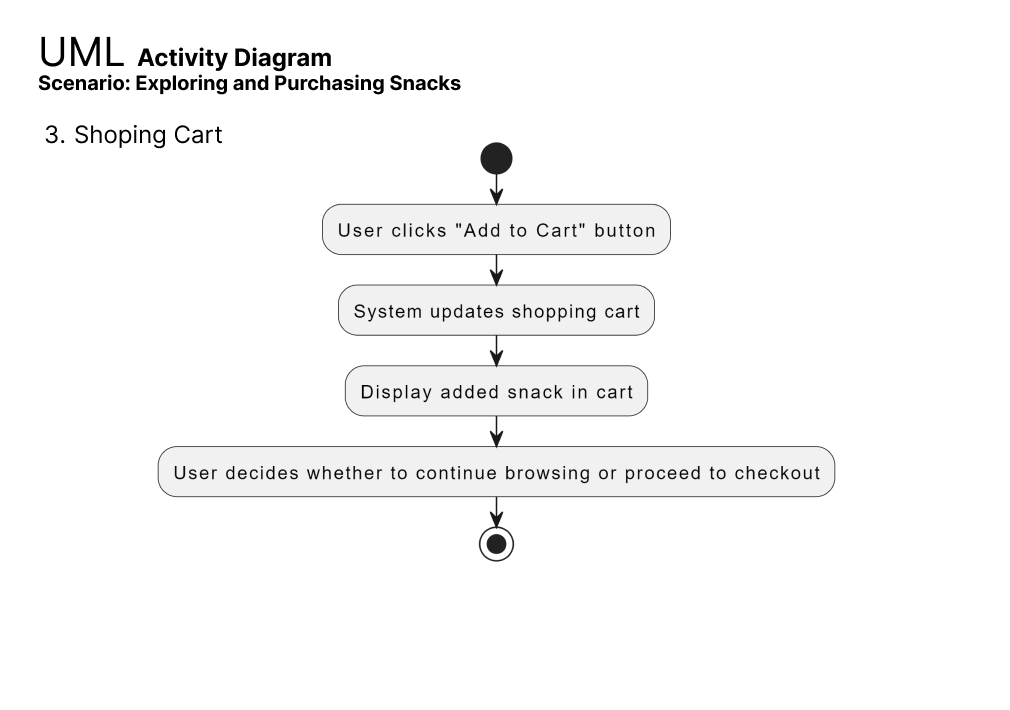 UML Activity Diagram
Scenario: Exploring and Purchasing Snacks
3. Shoping Cart
User clicks "Add to Cart" button
System updates shopping cart
Display added snack in cart
User decides whether to continue browsing or proceed to checkout